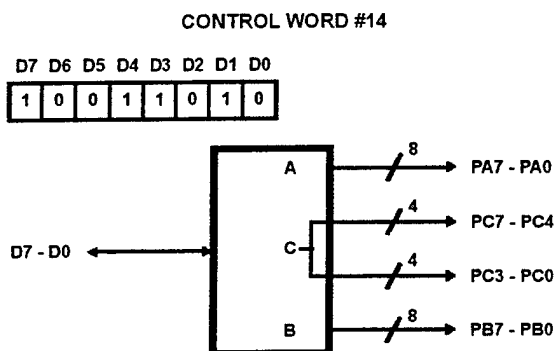 CONTROL WORD #14
D7 D6 D5 D4 D3 D2 D1 D0
1 0 0 1 1 0 1 0
A 8 PA7 - PA0
4 PC7 - PC4
D7 - D0 C
4 PC3 - PC0
B 8 PB7 - PB0